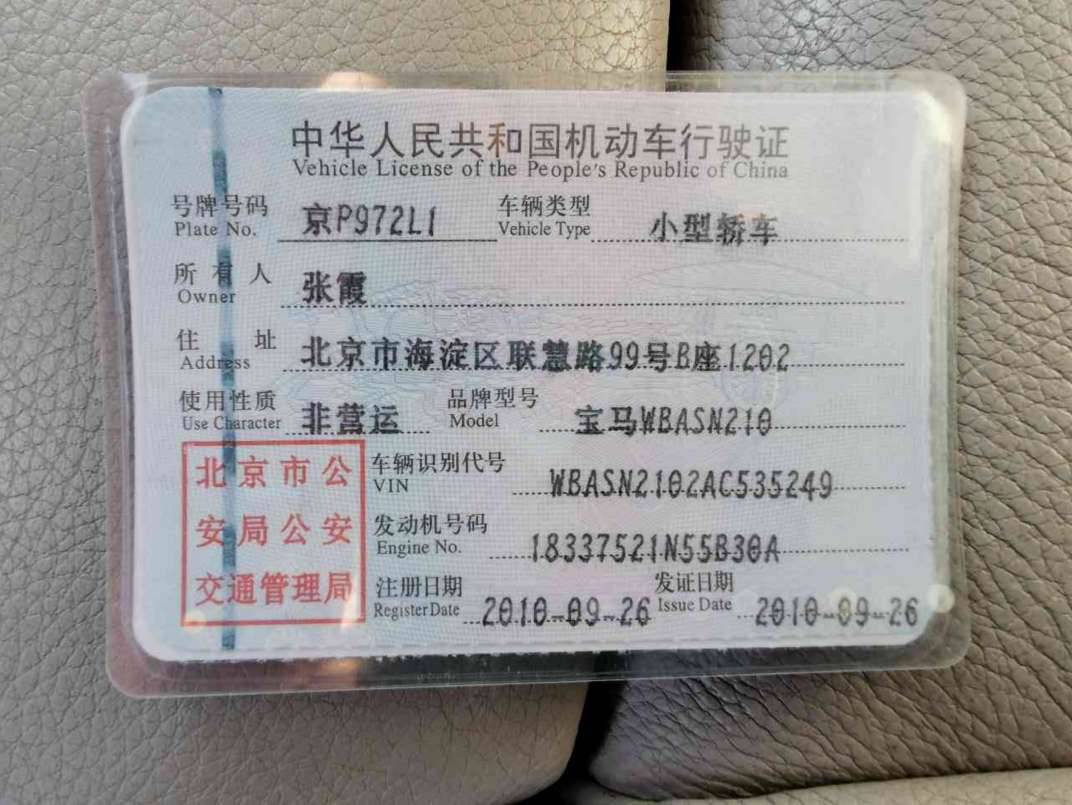 中华人民共和国机动车行驶证
Vehicle License of the People's Republic of China
号牌号码 京P972L1 车辆类型 小型轿车
Plate No. Vehicle Type
所有人 张霞
Owner
住址 北京市海淀区联慧路99号B座1202
Address
使用性质 非营运 品牌型号 宝马WBASN210
Use Character Model
北京市公
安局公安
交通管理局
车辆识别代号 WBASN2102AC535249
VIN
发动机号码 18337521N55B30A
Engine No.
注册日期 2010-09-26 发证日期 2010-09-26
Register Date Issue Date